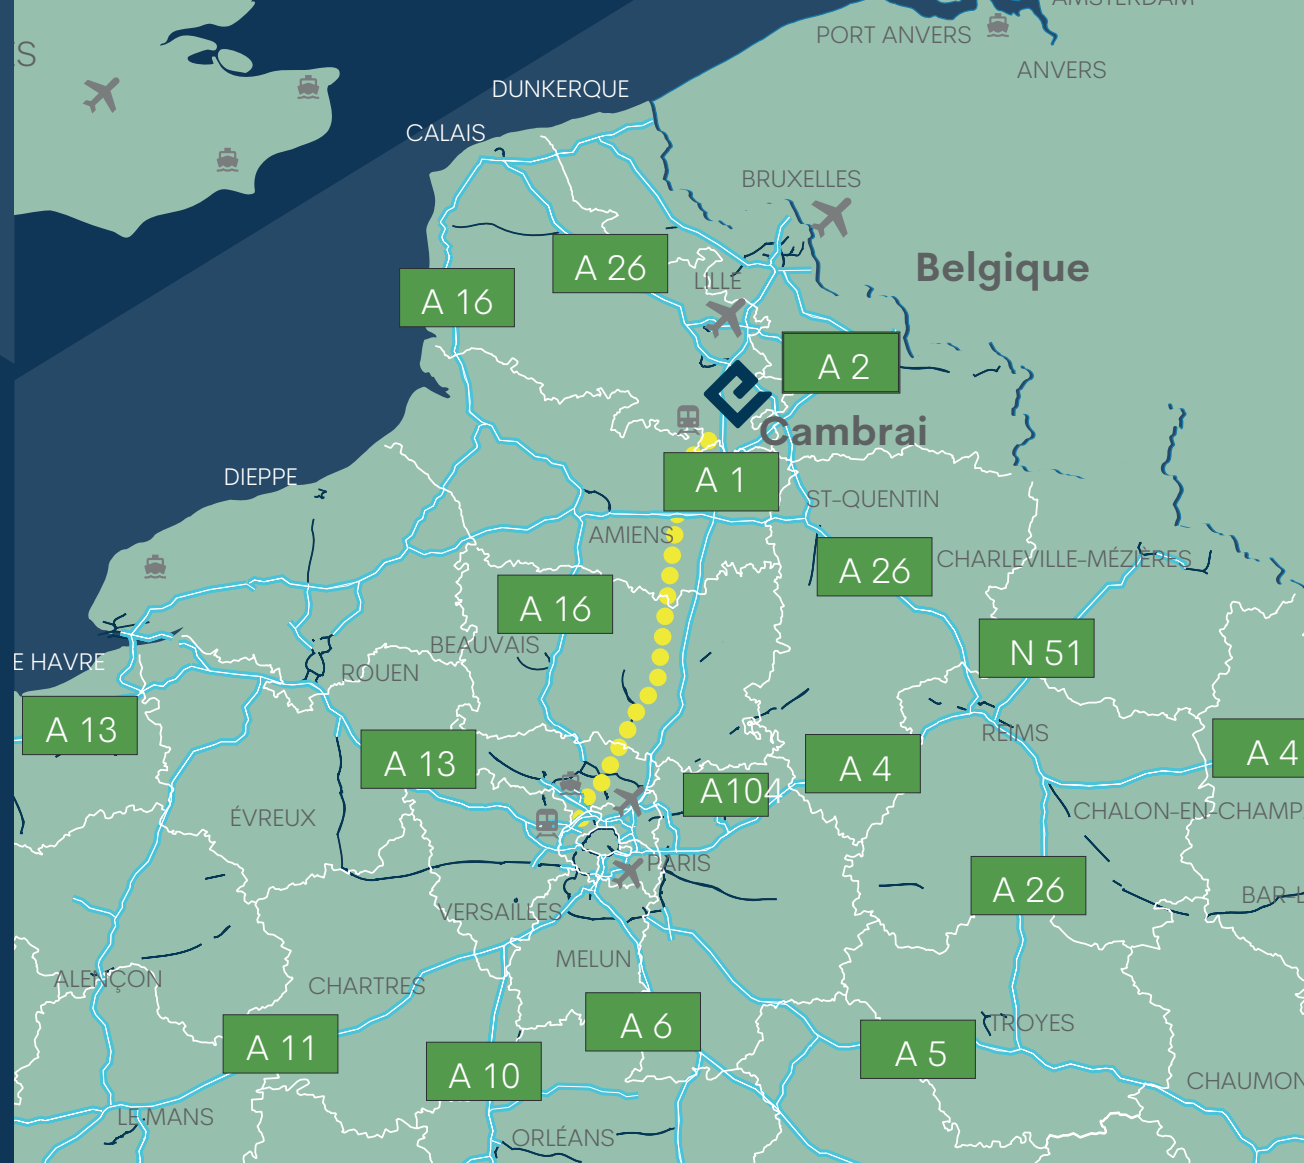 AMSTERDAM
PORT ANVERS
S
ANVERS
DUNKERQUE
CALAIS
BRUXELLES
A 26
Belgique
LILLE
A 16
A 2
Cambrai
DIEPPE
A 1
ST-QUENTIN
AMIENS
CHARLEVILLE-MÉZIÈRES
A 26
A 16
BEAUVAIS
N 51
E HAVRE
ROUEN
A 13
REIMS
A 4
A 13
A 4
A104
CHALON-EN-CHAMP
ÉVREUX
PARIS
A 26
BAR-L
VERSAILLES
MELUN
ALENÇON
CHARTRES
A 6
TROYES
A 11
A 5
A 10
CHAUMON
LE MANS
ORLÉANS